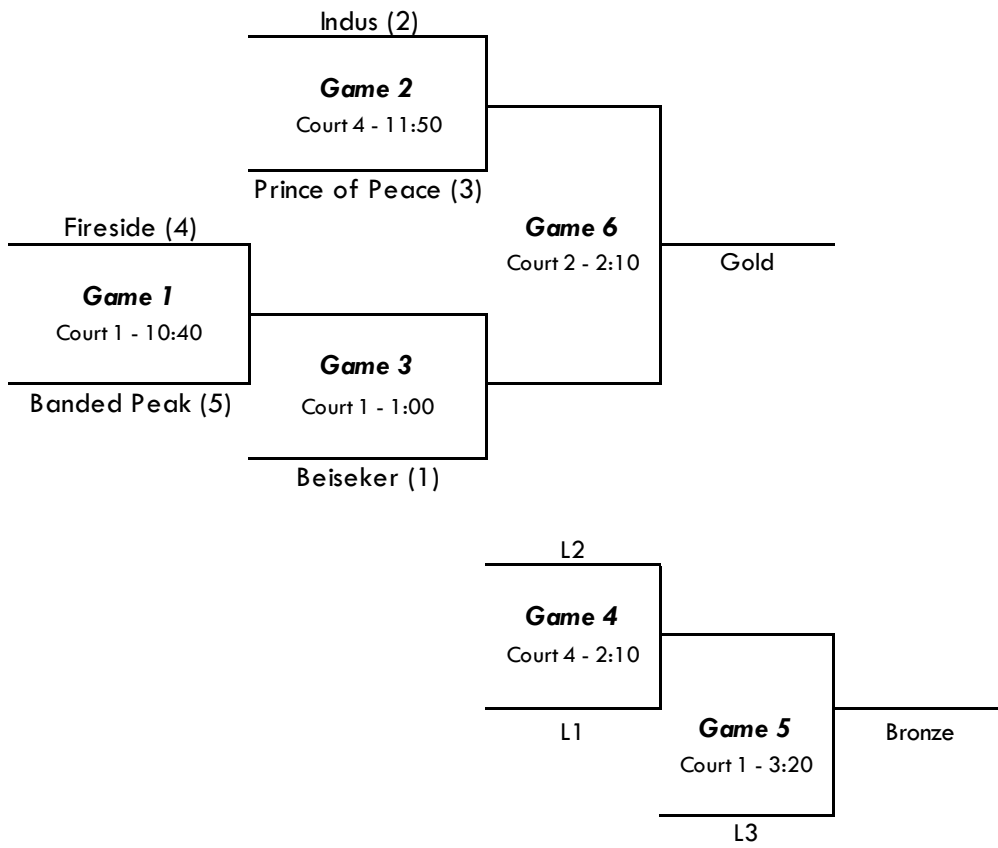 Indus (2)
Game 2
Court 4 - 11:50
Prince of Peace (3)
Fireside (4)
Game 6
Court 2 - 2:10
Gold
Game 1
Court 1 - 10:40
Game 3
Court 1 - 1:00
Banded Peak (5)
Beiseker (1)
L2
Game 4
Court 4 - 2:10
L1
Game 5
Court 1 - 3:20
Bronze
L3